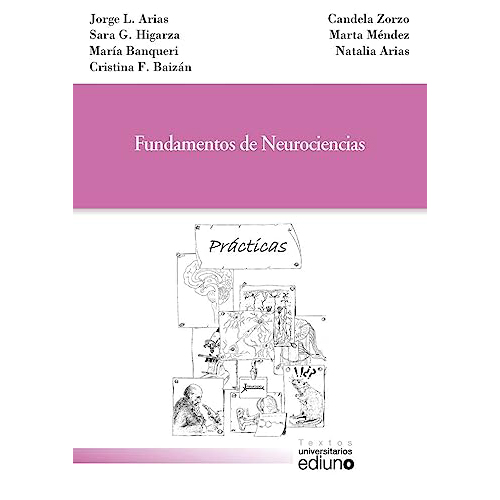 Jorge L. Arias
Sara G. Higarza
María Banqueri
Cristina F. Baizán
Candela Zorzo
Marta Méndez
Natalia Arias
Fundamentos de Neurociencias
Prácticas
¡¿!?
Textos
universitarios
ediuno